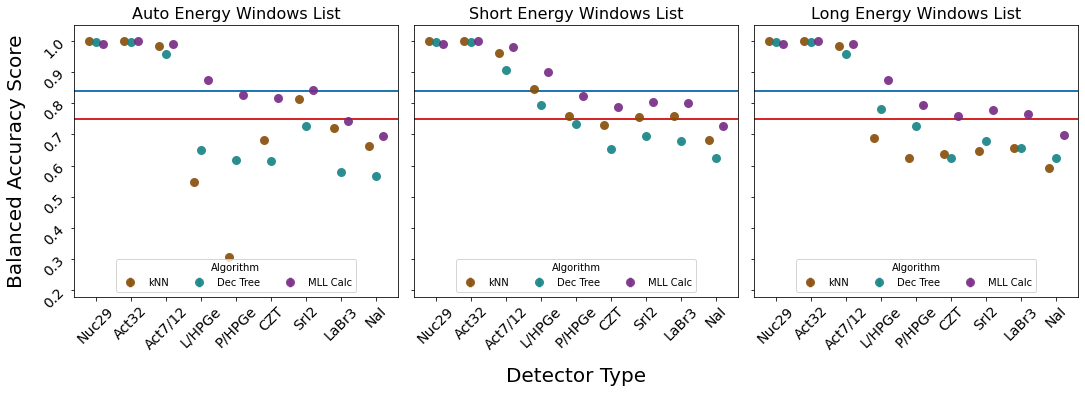 Auto Energy Windows List
Short Energy Windows List
Long Energy Windows List
Balanced Accuracy Score
1.0
0.9
0.8
0.7
0.6
0.5
0.4
0.3
0.2
Algorithm
kNN Dec Tree MLL Calc
Algorithm
kNN Dec Tree MLL Calc
Algorithm
kNN Dec Tree MLL Calc
Nuc29 Act32 Act7/12 L/HPGe P/HPGe CZT SrI2 LaBr3 NaI
Nuc29 Act32 Act7/12 L/HPGe P/HPGe CZT SrI2 LaBr3 NaI
Nuc29 Act32 Act7/12 L/HPGe P/HPGe CZT SrI2 LaBr3 NaI
Detector Type